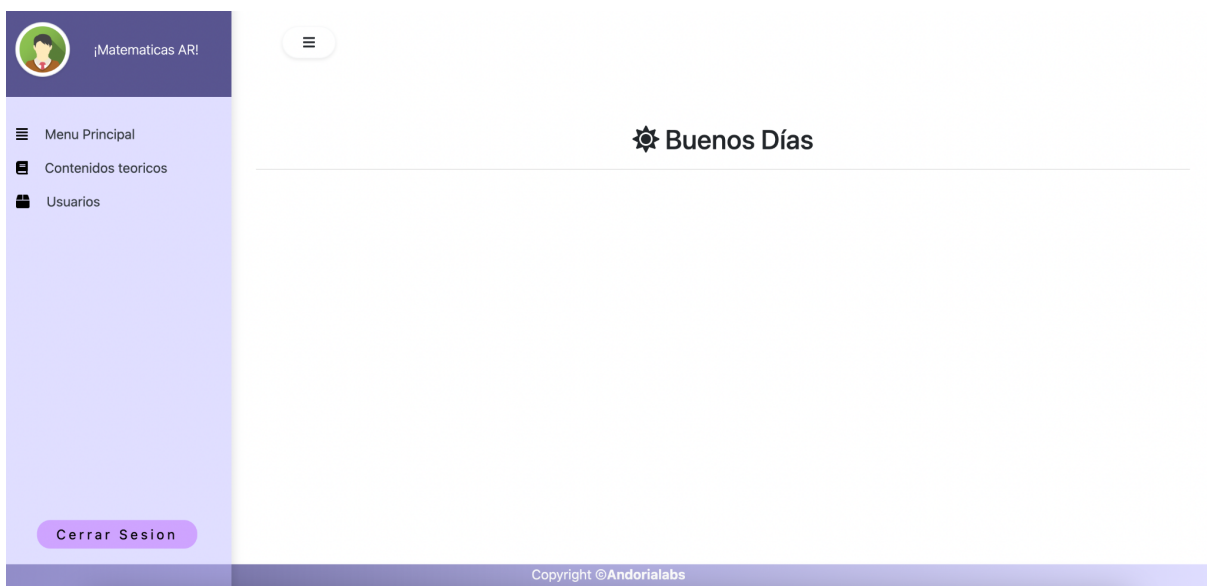 ¡Matematicas AR!
Menu Principal
Contenidos teoricos
Usuarios
Cerrar Sesion
Buenos Días
Copyright ©Andorialabs